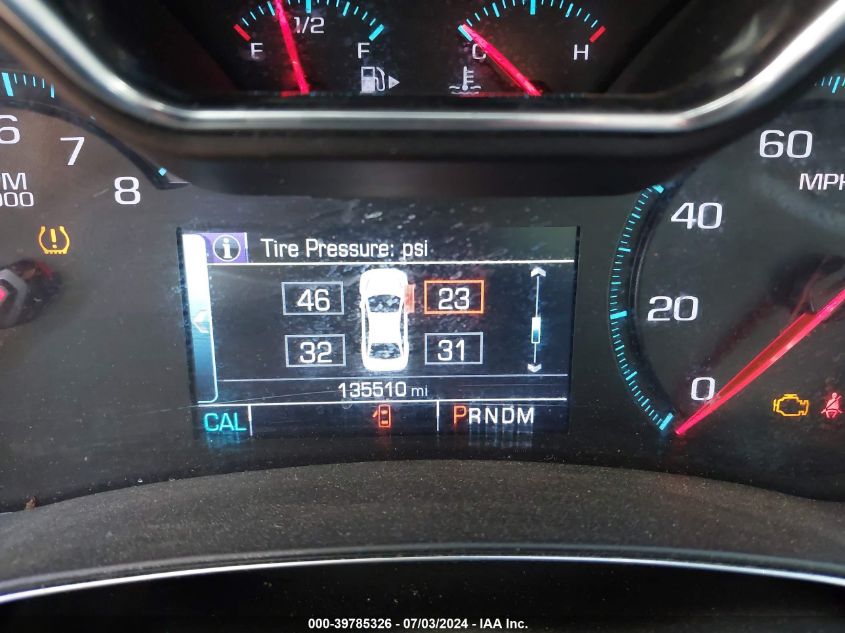 1/2
E F
C H
6
7
8
M
000
60
MPH
40
20
0
i Tire Pressure: psi
46 23
32 31
135510 mi
CAL PRNDM
000-39785326 - 07/03/2024 - IAA Inc.